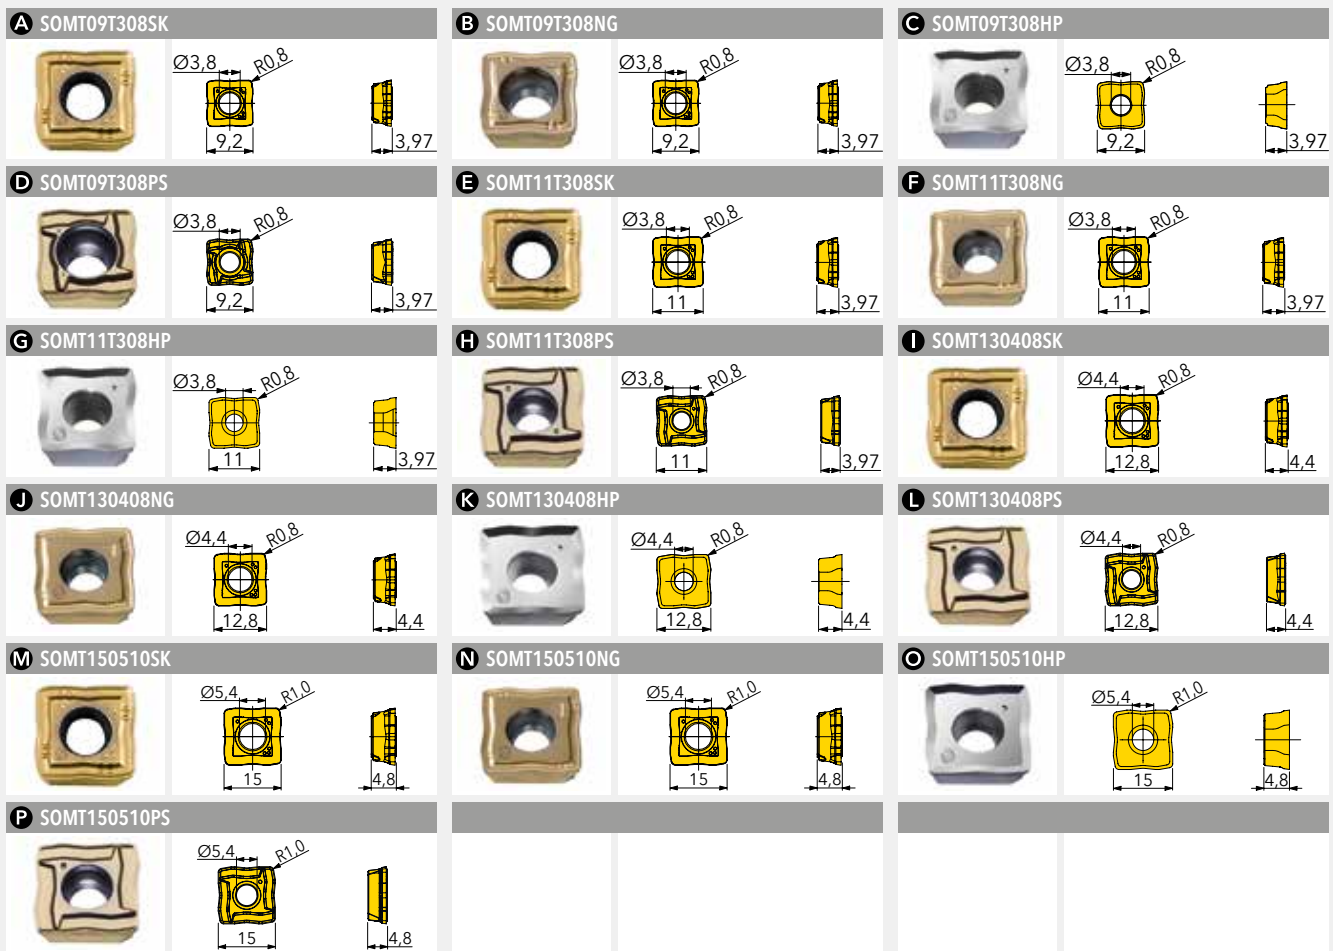 A SOMT09T308SK
Ø3,8
R0,8
9,2
3,97
B SOMT09T308NG
Ø3,8
R0,8
9,2
3,97
C SOMT09T308HP
Ø3,8
R0,8
9,2
3,97
D SOMT09T308PS
Ø3,8
R0,8
9,2
3,97
E SOMT11T308SK
Ø3,8
R0,8
11
3,97
F SOMT11T308NG
Ø3,8
R0,8
11
3,97
G SOMT11T308HP
Ø3,8
R0,8
11
3,97
H SOMT11T308PS
Ø3,8
R0,8
11
3,97
I SOMT130408SK
Ø4,4
R0,8
12,8
4,4
J SOMT130408NG
Ø4,4
R0,8
12,8
4,4
K SOMT130408HP
Ø4,4
R0,8
12,8
4,4
L SOMT130408PS
Ø4,4
R0,8
12,8
4,4
M SOMT150510SK
Ø5,4
R1,0
15
4,8
N SOMT150510NG
Ø5,4
R1,0
15
4,8
O SOMT150510HP
Ø5,4
R1,0
15
4,8
P SOMT150510PS
Ø5,4
R1,0
15
4,8